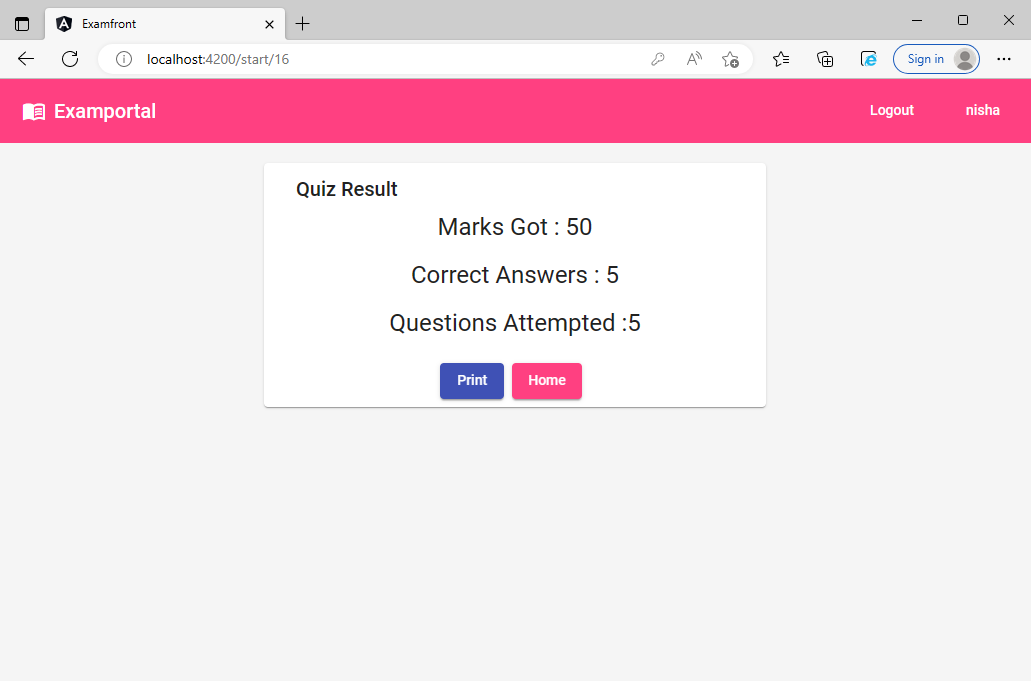 Examfront
localhost:4200/start/16
Sign in
Examportal
Logout
nisha
Quiz Result
Marks Got : 50
Correct Answers : 5
Questions Attempted :5
Print
Home